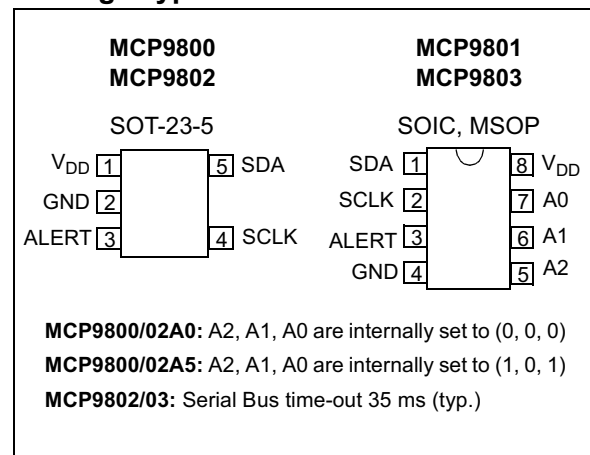 MCP9800 MCP9801
MCP9802 MCP9803
SOT-23-5 SOIC, MSOP
VDD 1 5 SDA SDA 1 8 VDD
GND 2 SCLK 2 7 A0
ALERT 3 4 SCLK ALERT 3 6 A1
GND 4 5 A2
MCP9800/02A0: A2, A1, A0 are internally set to (0, 0, 0)
MCP9800/02A5: A2, A1, A0 are internally set to (1, 0, 1)
MCP9802/03: Serial Bus time-out 35 ms (typ.)